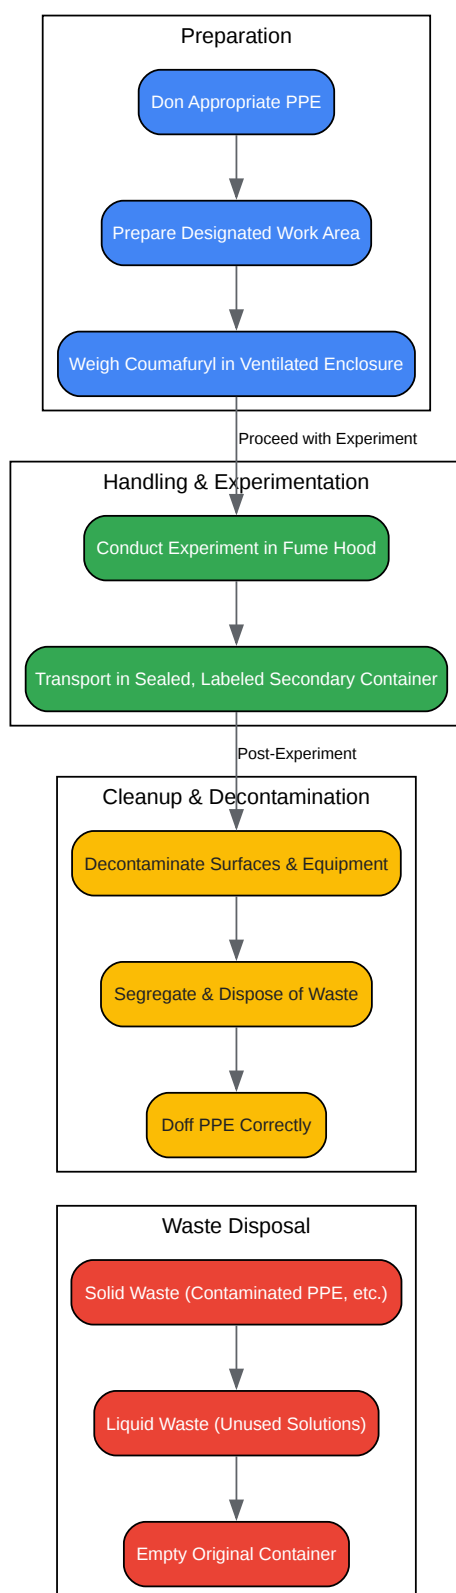 Preparation
Don Appropriate PPE
Prepare Designated Work Area
Weigh Coumafuryl in Ventilated Enclosure
Proceed with Experiment
Handling & Experimentation
Conduct Experiment in Fume Hood
Transport in Sealed, Labeled Secondary Container
Post-Experiment
Cleanup & Decontamination
Decontaminate Surfaces & Equipment
Segregate & Dispose of Waste
Doff PPE Correctly
Waste Disposal
Solid Waste (Contaminated PPE, etc.)
Liquid Waste (Unused Solutions)
Empty Original Container